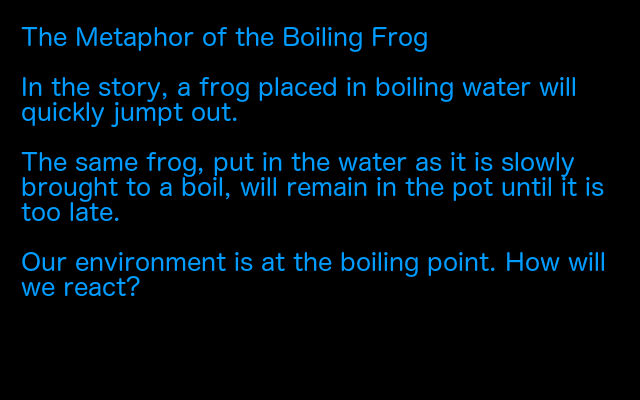 The Metaphor of the Boiling Frog
In the story, a frog placed in boiling water will
quickly jumpt out.
The same frog, put in the water as it is slowly
brought to a boil, will remain in the pot until it is
too late.
Our environment is at the boiling point. How will
we react?